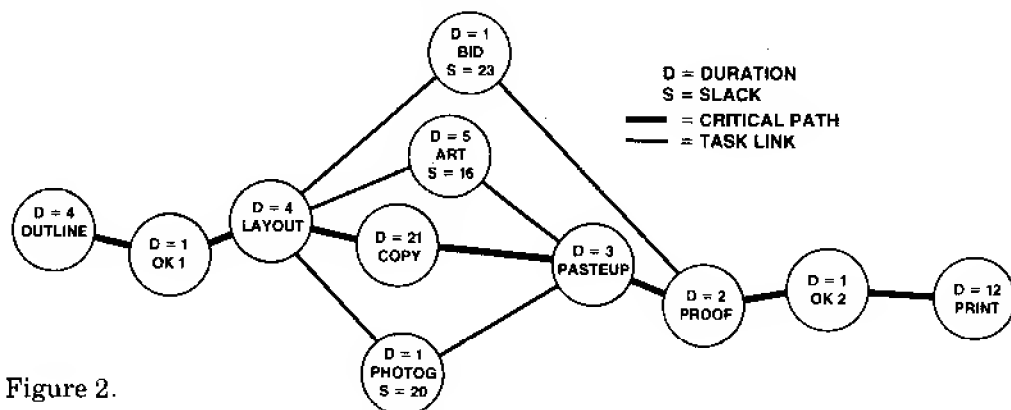 D = 1
BID
S = 23
D = DURATION
S = SLACK
= CRITICAL PATH
= TASK LINK
D = 5
ART
S = 16
D = 4
OUTLINE
D = 1
OK 1
D = 4
LAYOUT
D = 21
COPY
D = 3
PASTEUP
D = 2
PROOF
D = 1
OK 2
D = 12
PRINT
D = 1
PHOTOG
S = 20
Figure 2.